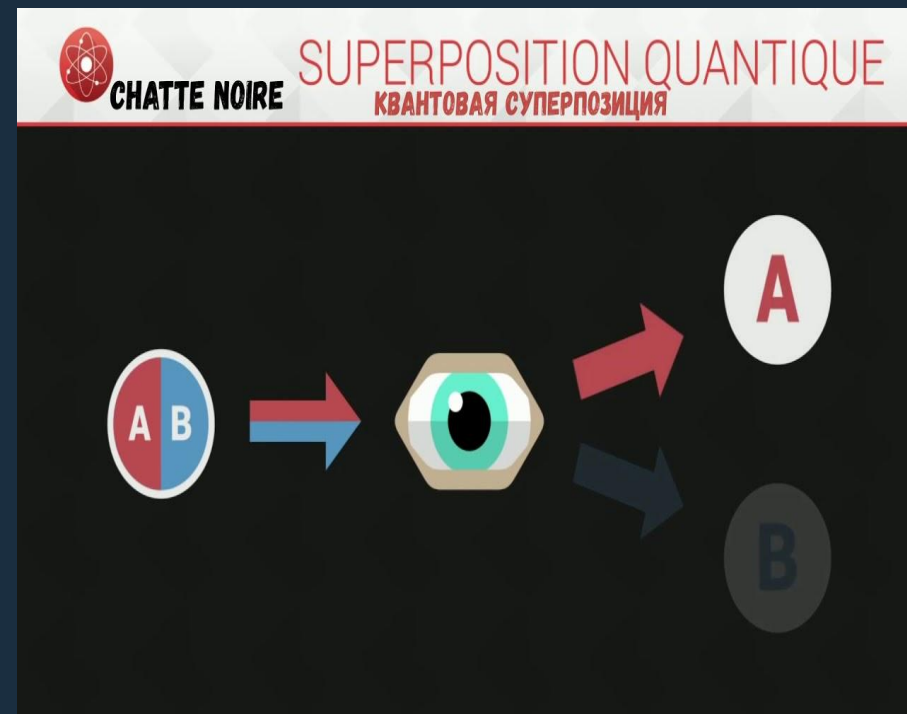 CHATTE NOIRE
SUPERPOSITION QUANTIQUE
КВАНТОВАЯ СУПЕРПОЗИЦИЯ
A
A B
B